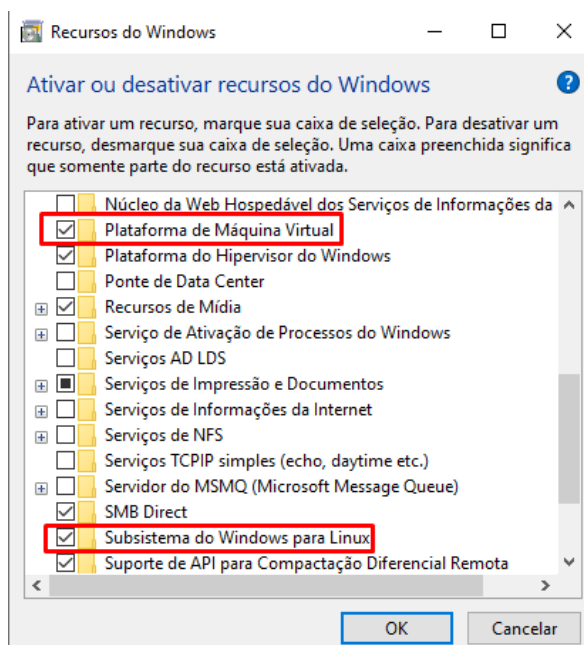 Recursos do Windows
Ativar ou desativar recursos do Windows
?
Para ativar um recurso, marque sua caixa de seleção. Para desativar um
recurso, desmarque sua caixa de seleção. Uma caixa preenchida significa
que somente parte do recurso está ativada.
Núcleo da Web Hospedável dos Serviços de Informações da
Plataforma de Máquina Virtual
Plataforma do Hipervisor do Windows
Ponte de Data Center
Recursos de Mídia
Serviço de Ativação de Processos do Windows
Serviços AD LDS
Serviços de Impressão e Documentos
Serviços de Informações da Internet
Serviços de NFS
Serviços TCPIP simples (echo, daytime etc.)
Servidor do MSMQ (Microsoft Message Queue)
SMB Direct
Subsistema do Windows para Linux
Suporte de API para Compactação Diferencial Remota
OK
Cancelar